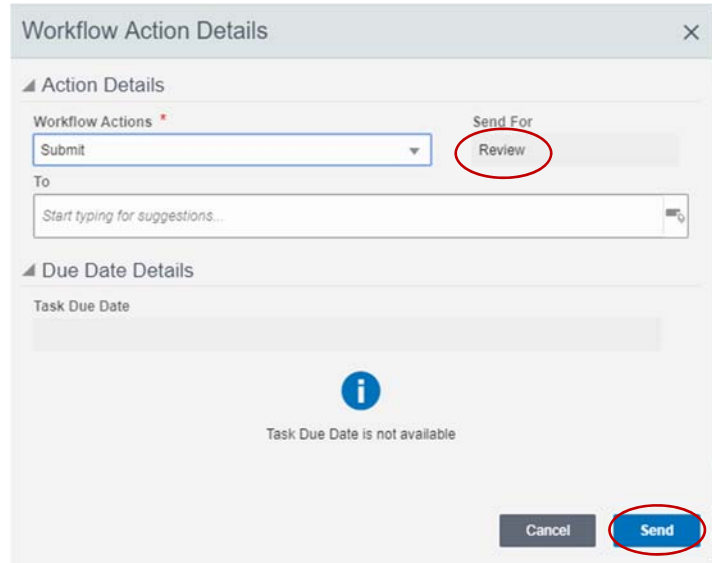 Workflow Action Details
Action Details
Workflow Actions *
Send For
Submit
Review
To
Start typing for suggestions...
Due Date Details
Task Due Date
Task Due Date is not available
Cancel
Send